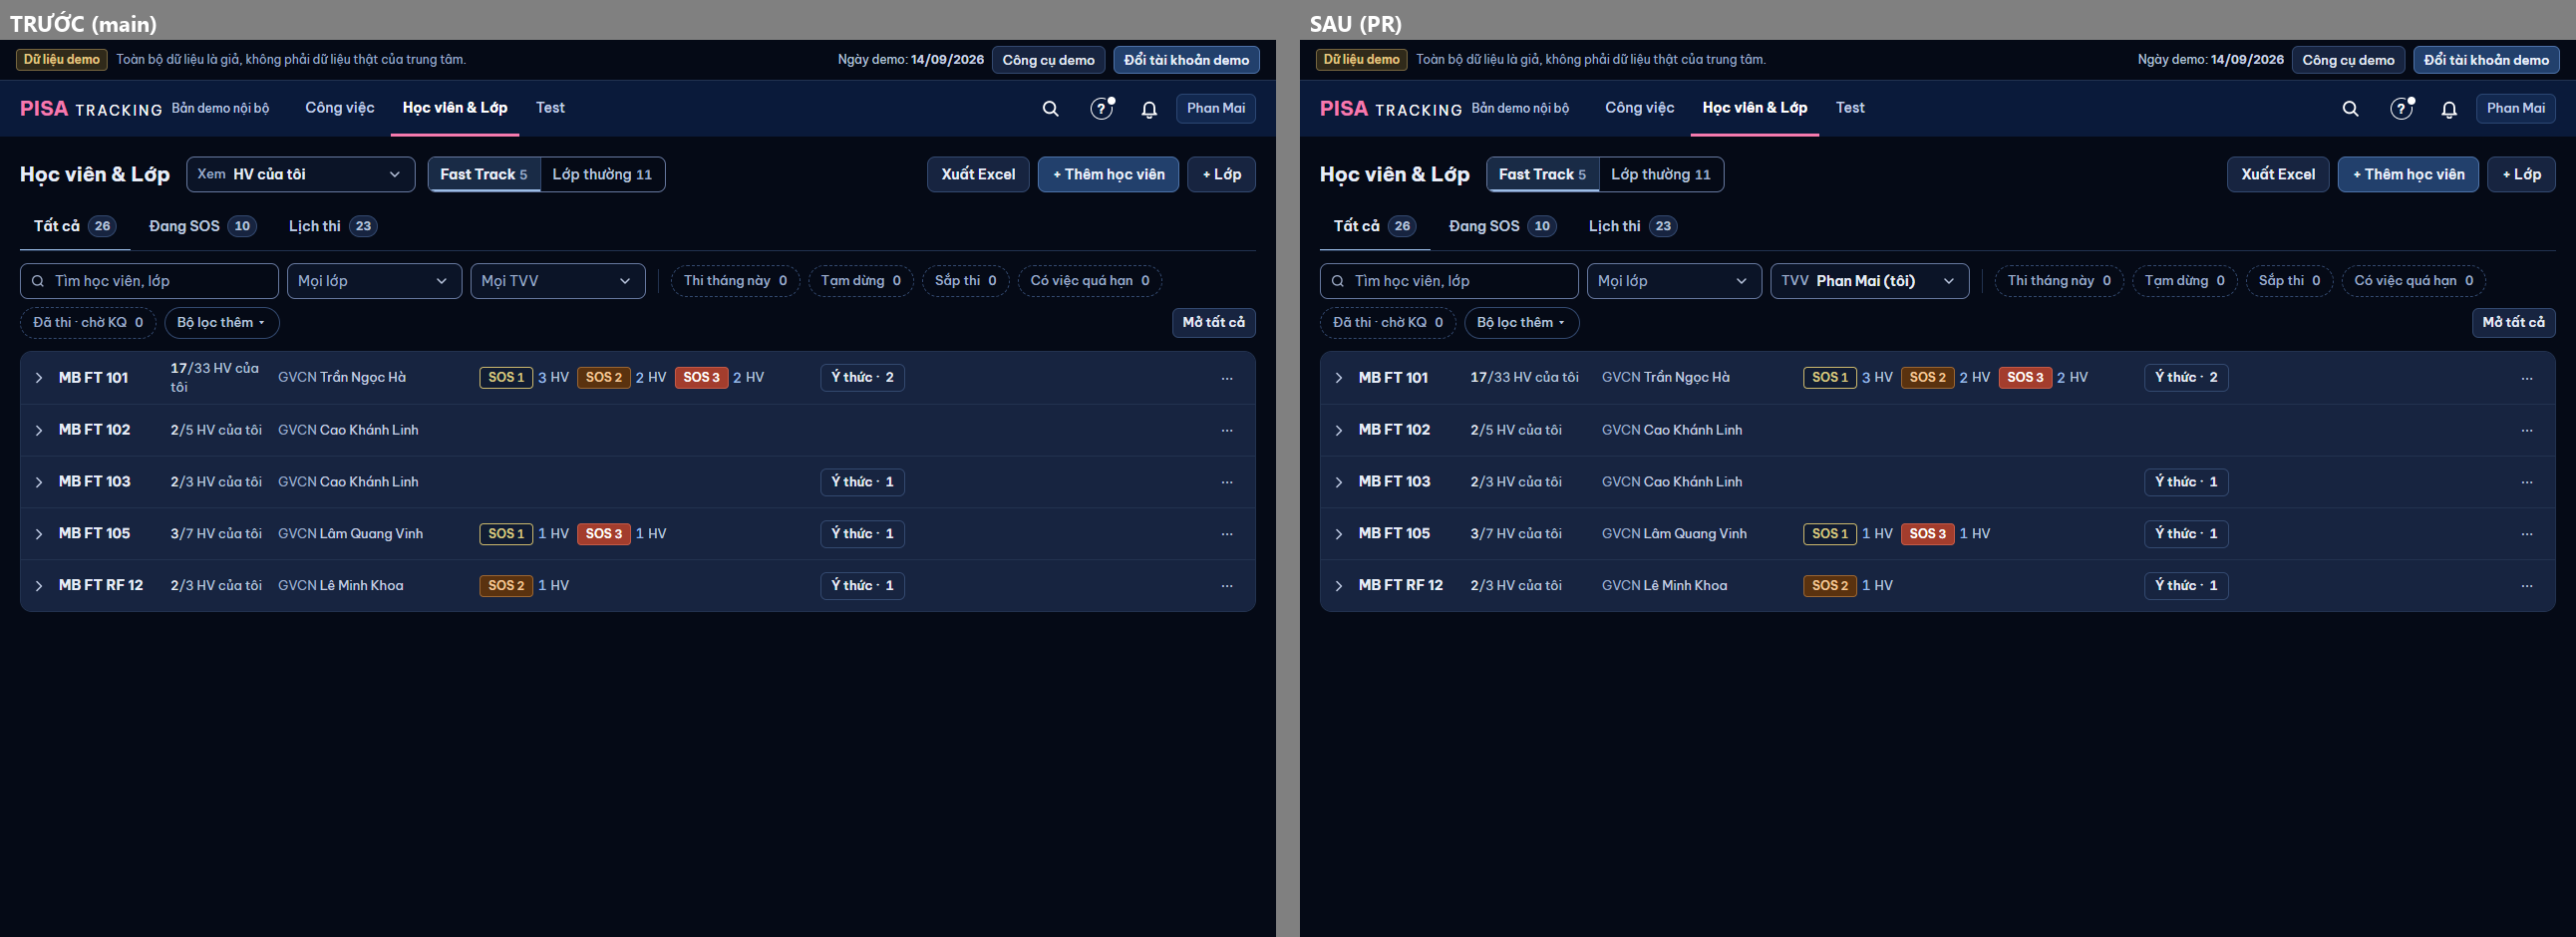 TRƯỚC (main)
Dữ liệu demo Toàn bộ dữ liệu là giả, không phải dữ liệu thật của trung tâm. Ngày demo: 14/09/2026 Công cụ demo Đổi tài khoản demo
PISA TRACKING Bản demo nội bộ Công việc Học viên & Lớp Test ? Phan Mai
Học viên & Lớp Xem HV của tôi Fast Track 5 Lớp thường 11 Xuất Excel + Thêm học viên + Lớp
Tất cả 26 Đang SOS 10 Lịch thi 23
Tìm học viên, lớp Mọi lớp Mọi TVV Thi tháng này 0 Tạm dừng 0 Sắp thi 0 Có việc quá hạn 0
Đã thi · chờ KQ 0 Bộ lọc thêm Mở tất cả
MB FT 101 17/33 HV của tôi GVCN Trần Ngọc Hà SOS 1 3 HV SOS 2 2 HV SOS 3 2 HV Ý thức · 2 ...
MB FT 102 2/5 HV của tôi GVCN Cao Khánh Linh ...
MB FT 103 2/3 HV của tôi GVCN Cao Khánh Linh Ý thức · 1 ...
MB FT 105 3/7 HV của tôi GVCN Lâm Quang Vinh SOS 1 1 HV SOS 3 1 HV Ý thức · 1 ...
MB FT RF 12 2/3 HV của tôi GVCN Lê Minh Khoa SOS 2 1 HV Ý thức · 1 ...
SAU (PR)
Dữ liệu demo Toàn bộ dữ liệu là giả, không phải dữ liệu thật của trung tâm. Ngày demo: 14/09/2026 Công cụ demo Đổi tài khoản demo
PISA TRACKING Bản demo nội bộ Công việc Học viên & Lớp Test ? Phan Mai
Học viên & Lớp Fast Track 5 Lớp thường 11 Xuất Excel + Thêm học viên + Lớp
Tất cả 26 Đang SOS 10 Lịch thi 23
Tìm học viên, lớp Mọi lớp TVV Phan Mai (tôi) Thi tháng này 0 Tạm dừng 0 Sắp thi 0 Có việc quá hạn 0
Đã thi · chờ KQ 0 Bộ lọc thêm Mở tất cả
MB FT 101 17/33 HV của tôi GVCN Trần Ngọc Hà SOS 1 3 HV SOS 2 2 HV SOS 3 2 HV Ý thức · 2 ...
MB FT 102 2/5 HV của tôi GVCN Cao Khánh Linh ...
MB FT 103 2/3 HV của tôi GVCN Cao Khánh Linh Ý thức · 1 ...
MB FT 105 3/7 HV của tôi GVCN Lâm Quang Vinh SOS 1 1 HV SOS 3 1 HV Ý thức · 1 ...
MB FT RF 12 2/3 HV của tôi GVCN Lê Minh Khoa SOS 2 1 HV Ý thức · 1 ...